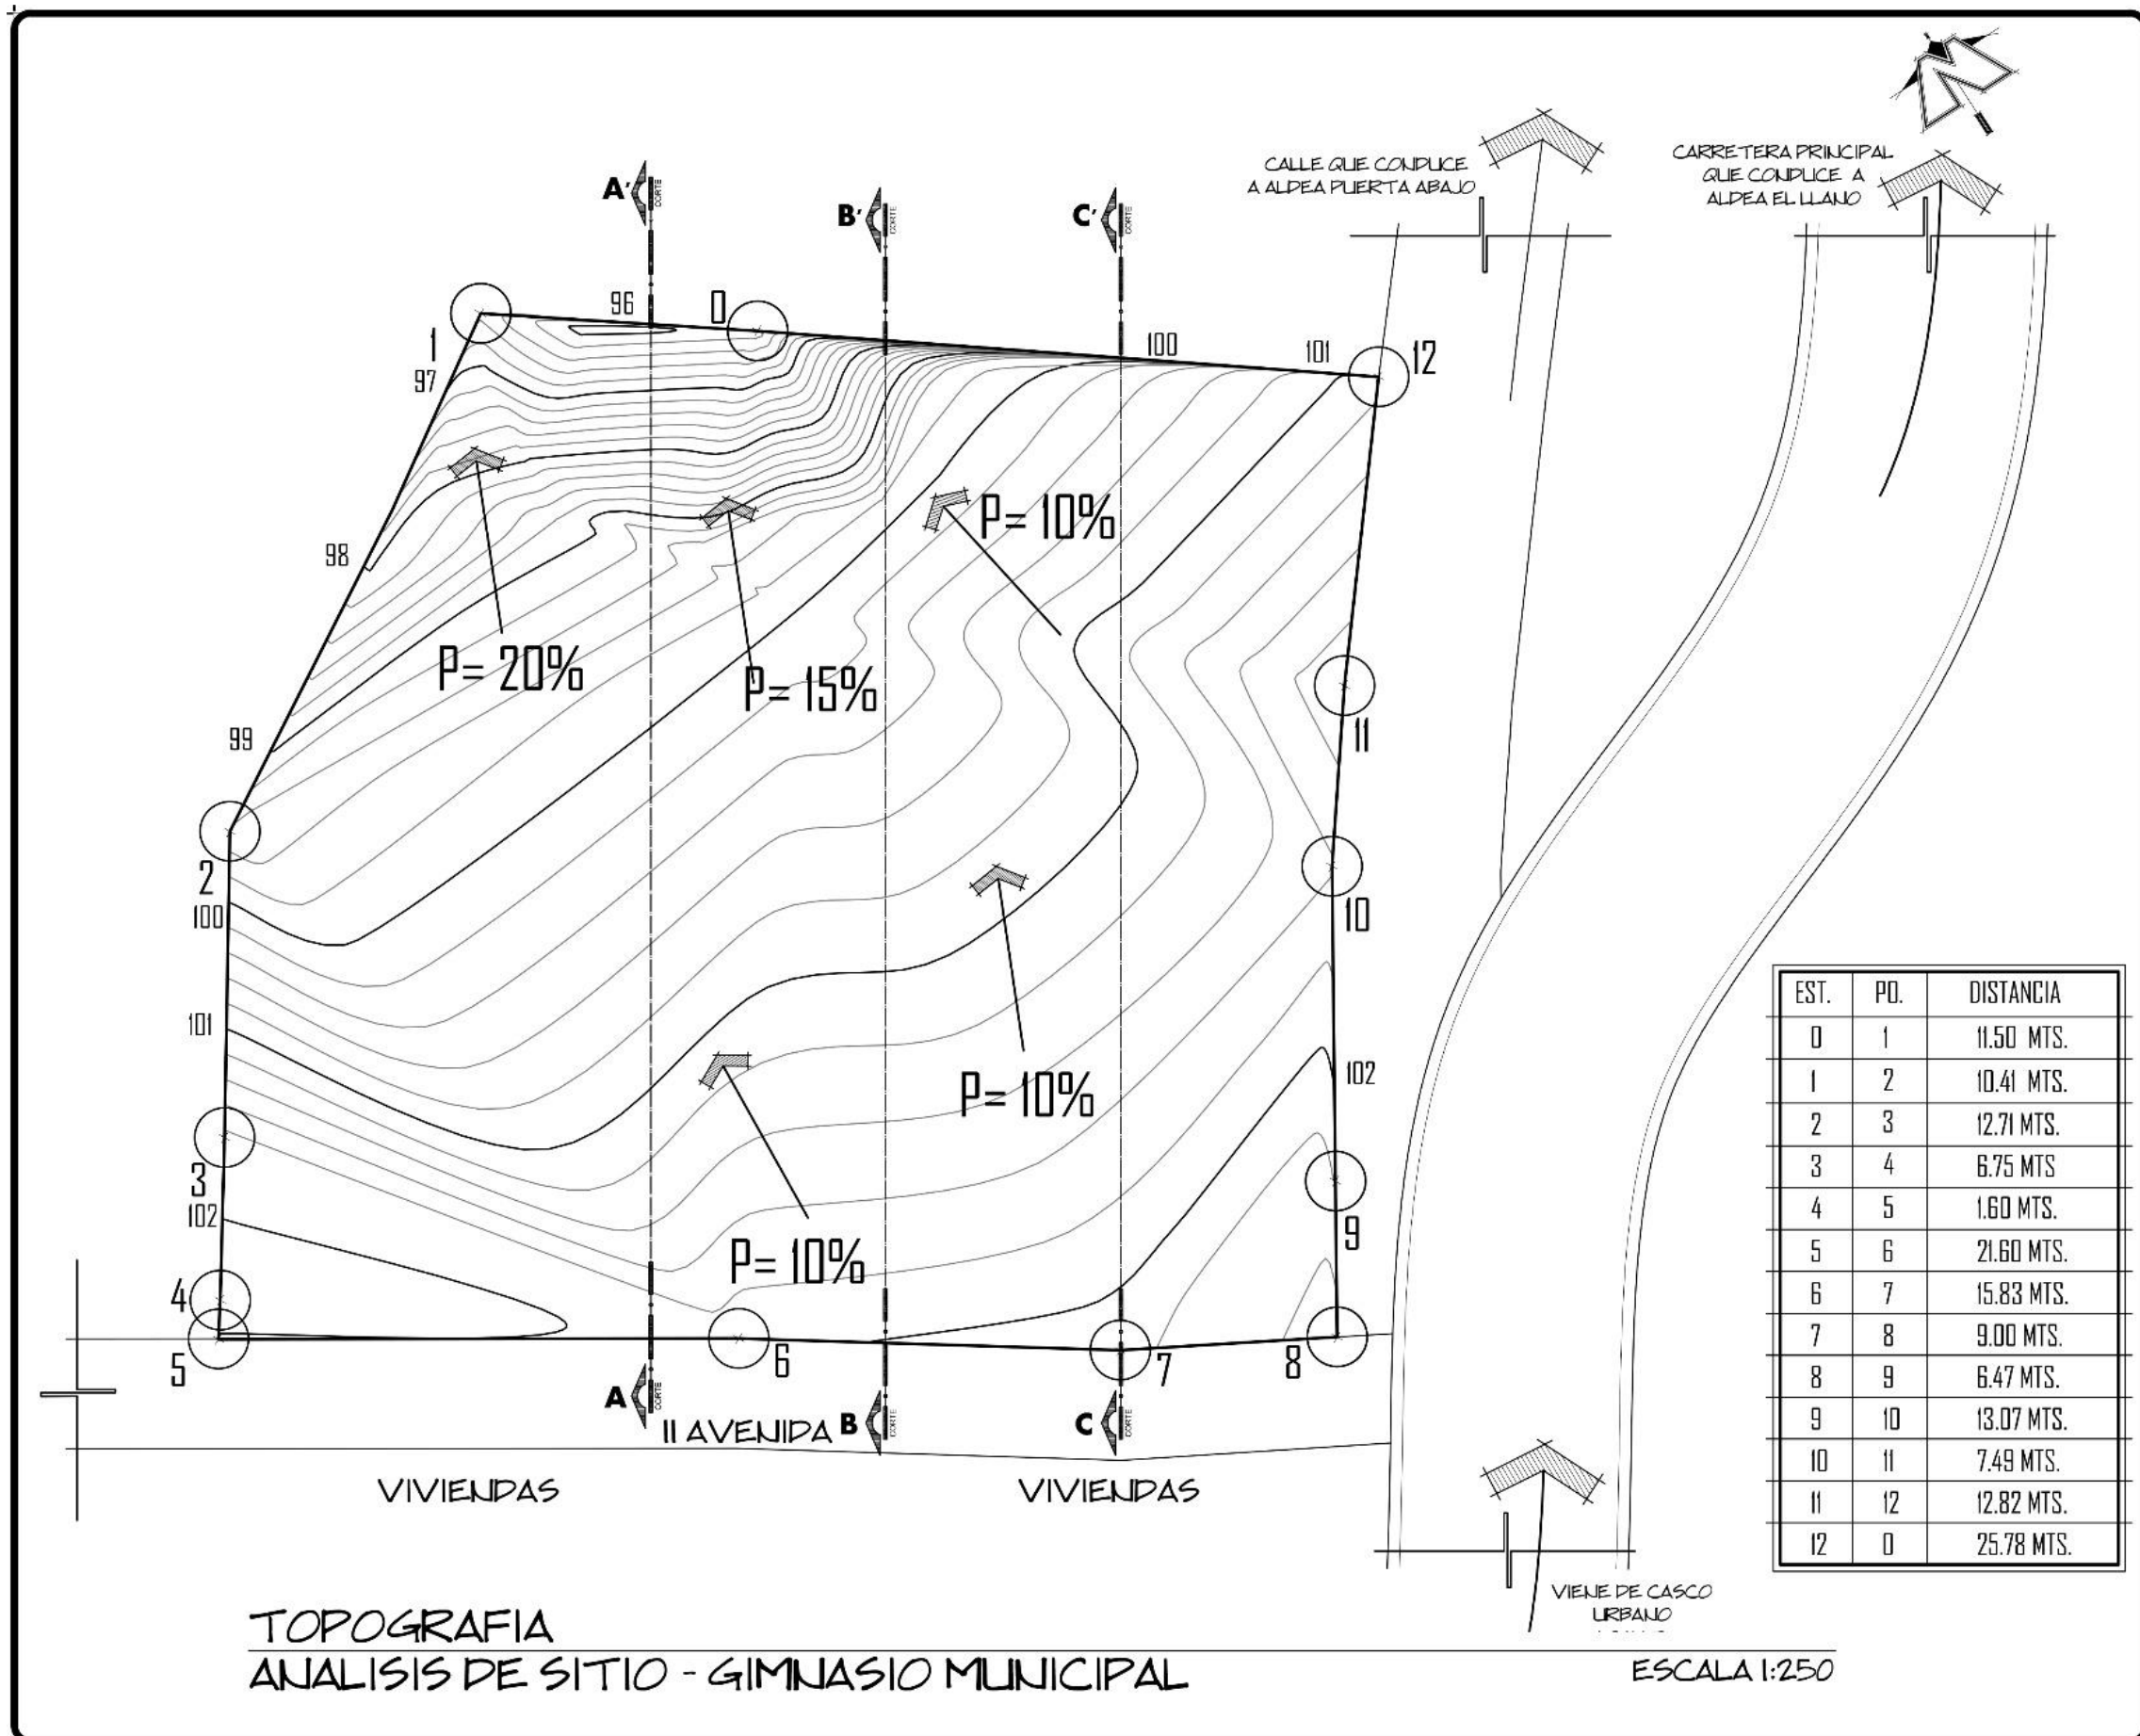 CALLE QUE CONDUCE
A ALDEA PUERTA ABAJO
CARRETERA PRINCIPAL
QUE CONDUCE A
ALDEA EL LLANO
A' CORTE
B' CORTE
C' CORTE
96
0
1
97
100
101
12
98
P= 10%
P= 20%
P= 15%
99
11
2
100
10
101
102
P= 10%
3
102
9
P= 10%
4
5
6
7
8
A CORTE
B CORTE
C CORTE
II AVENIDA
VIVIENDAS
VIVIENDAS
EST. PO. DISTANCIA
0 1 11.50 MTS.
1 2 10.41 MTS.
2 3 12.71 MTS.
3 4 6.75 MTS
4 5 1.60 MTS.
5 6 21.60 MTS.
6 7 15.83 MTS.
7 8 9.00 MTS.
8 9 6.47 MTS.
9 10 13.07 MTS.
10 11 7.49 MTS.
11 12 12.82 MTS.
12 0 25.78 MTS.
VIENE DE CASCO
URBANO
TOPOGRAFIA
ANALISIS DE SITIO - GIMNASIO MUNICIPAL
ESCALA 1:250